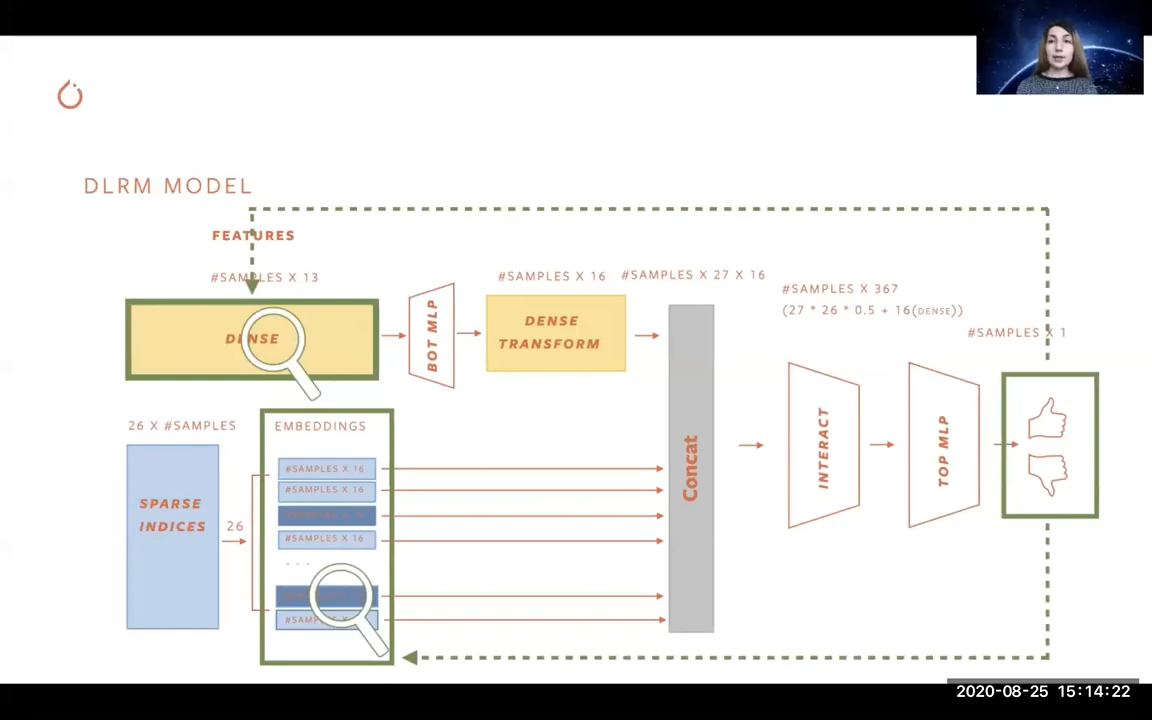 DLRM MODEL
FEATURES
#SAMPLES X 13
#SAMPLES X 16
#SAMPLES X 27 X 16
#SAMPLES X 367
(27 * 26 * 0.5 + 16(DENSE))
#SAMPLES X 1
DENSE
BOT MLP
DENSE
TRANSFORM
26 X #SAMPLES
EMBEDDINGS
SPARSE
INDICES
26
#SAMPLES X 16
#SAMPLES X 16
#SAMPLES X 16
. . .
Concat
INTERACT
TOP MLP
2020-08-25 15:14:22